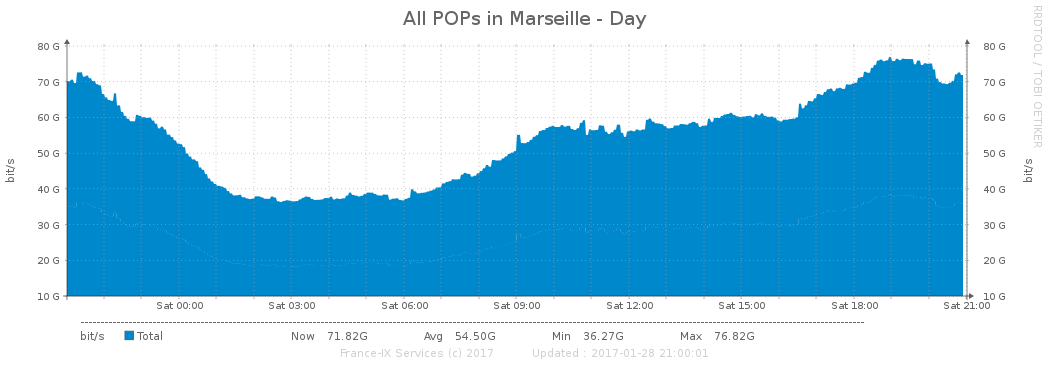 All POPs in Marseille - Day
RRDTOOL / TOBI OETIKER
80 G 80 G
70 G 70 G
60 G 60 G
50 G 50 G
40 G 40 G
30 G 30 G
20 G 20 G
10 G 10 G
bit/s bit/s
Sat 00:00 Sat 03:00 Sat 06:00 Sat 09:00 Sat 12:00 Sat 15:00 Sat 18:00 Sat 21:00
bit/s Total Now 71.82G Avg 54.50G Min 36.27G Max 76.82G
France-IX Services (c) 2017 Updated : 2017-01-28 21:00:01